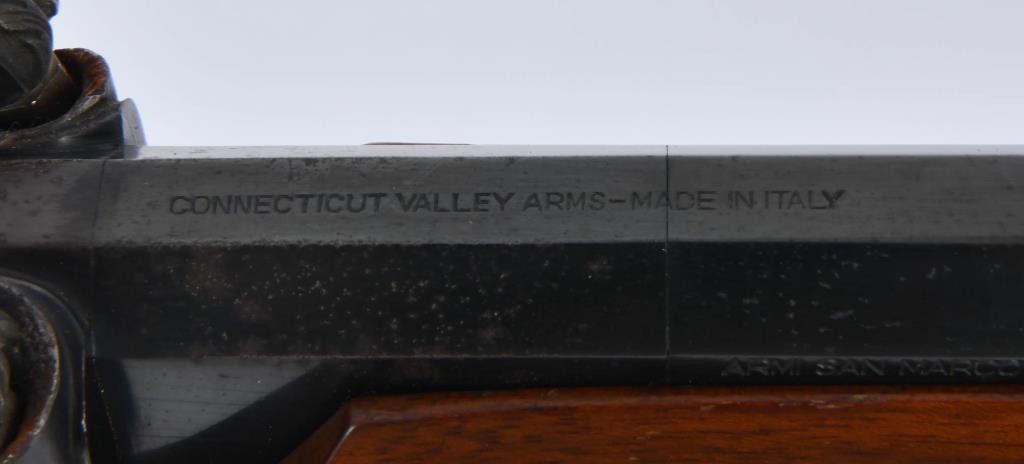 CONNECTICUT VALLEY ARMS-MADE IN ITALY
ARMI SAN MARCO